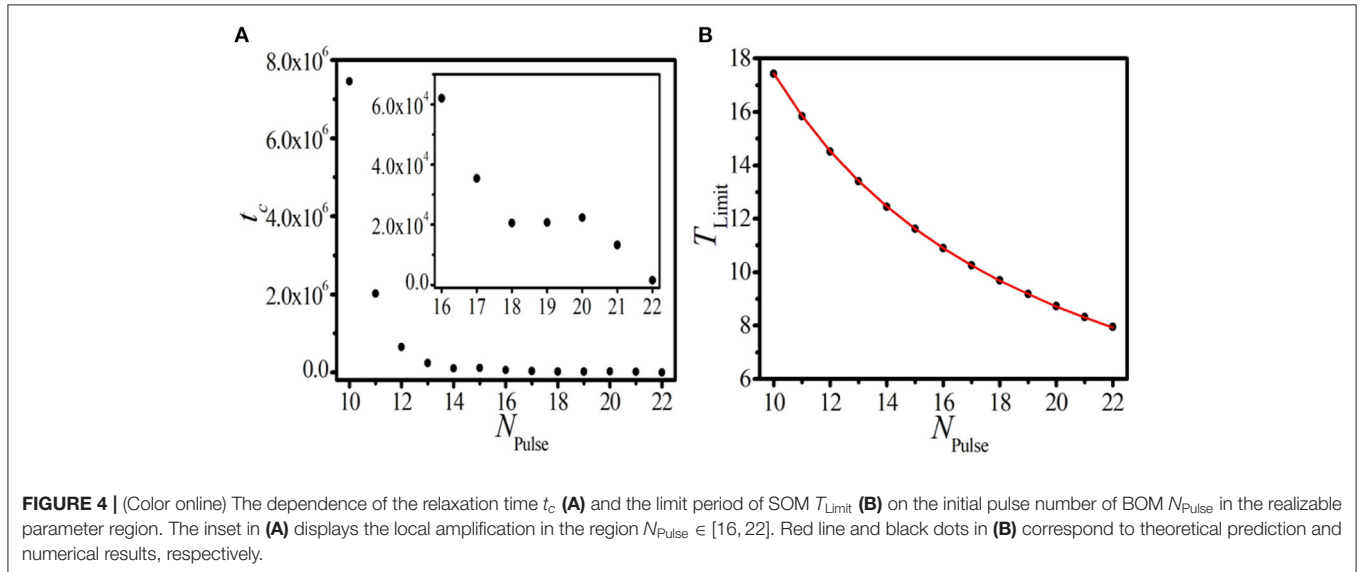 A
8.0x10^6
6.0x10^6
4.0x10^6
2.0x10^6
0.0
t_c
10 12 14 16 18 20 22
N_Pulse
6.0x10^4
4.0x10^4
2.0x10^4
0.0
16 17 18 19 20 21 22
B
18
16
14
12
10
8
6
T_Limit
10 12 14 16 18 20 22
N_Pulse
FIGURE 4 | (Color online) The dependence of the relaxation time t_c (A) and the limit period of SOM T_Limit (B) on the initial pulse number of BOM N_Pulse in the realizable
parameter region. The inset in (A) displays the local amplification in the region N_Pulse ∈ [16, 22]. Red line and black dots in (B) correspond to theoretical prediction and
numerical results, respectively.